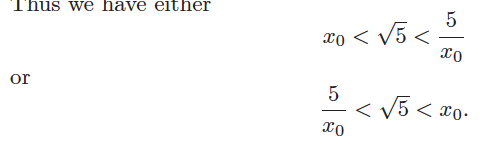 Thus we have either
x₀ < √5 < 5/x₀
or
5/x₀ < √5 < x₀.